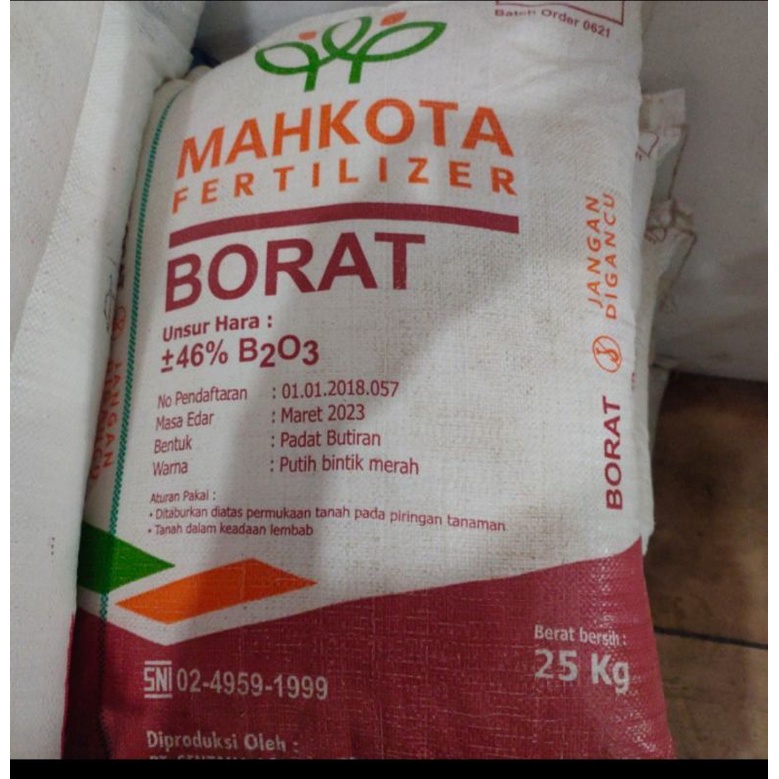 Batch Order 0621
MAHKOTA
FERTILIZER
BORAT
Unsur Hara :
±46% B2O3
No Pendaftaran : 01.01.2018.057
Masa Edar : Maret 2023
Bentuk : Padat Butiran
Warna : Putih bintik merah
Aturan Pakai :
• Ditaburkan diatas permukaan tanah pada piringan tanaman
• Tanah dalam keadaan lembab
JANGAN
DIGANCU
BORAT
JANGAN
Berat bersih :
25 Kg
SNI 02-4959-1999
Diproduksi Oleh :